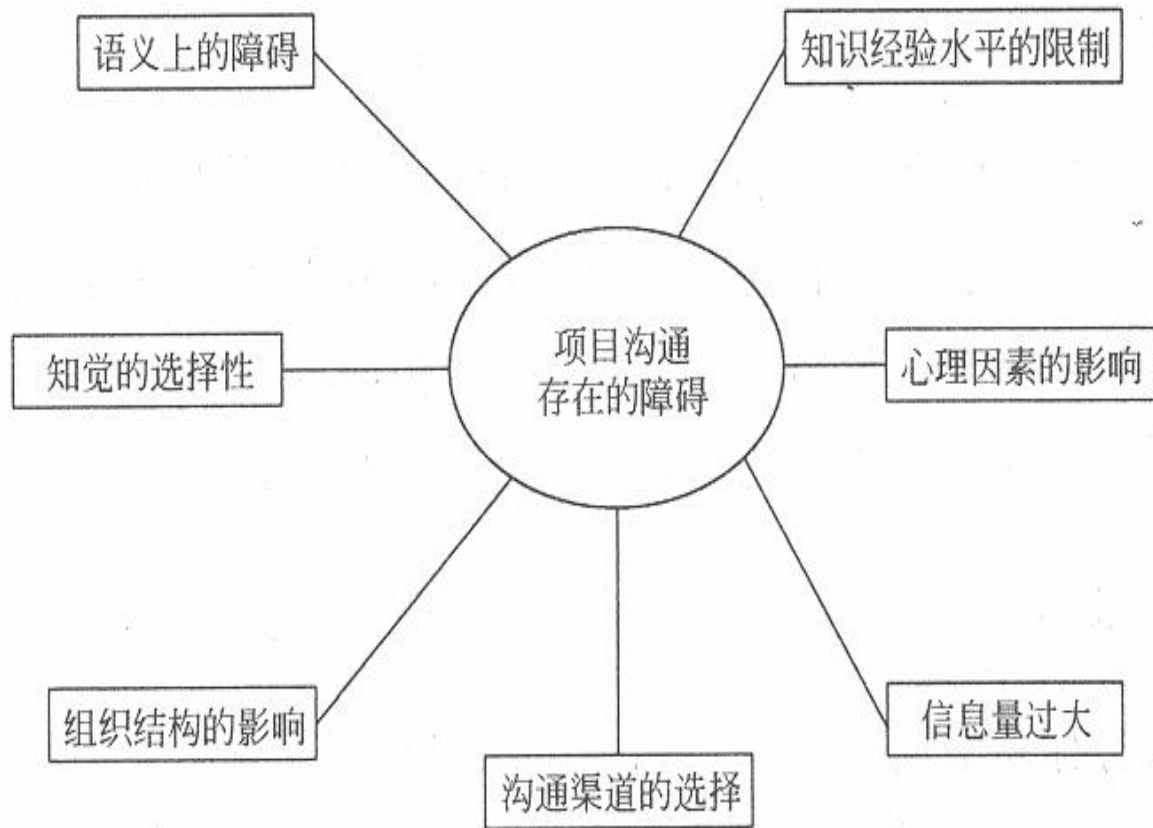 语义上的障碍
知识经验水平的限制
项目沟通
存在的障碍
知觉的选择性
心理因素的影响
组织结构的影响
信息量过大
沟通渠道的选择